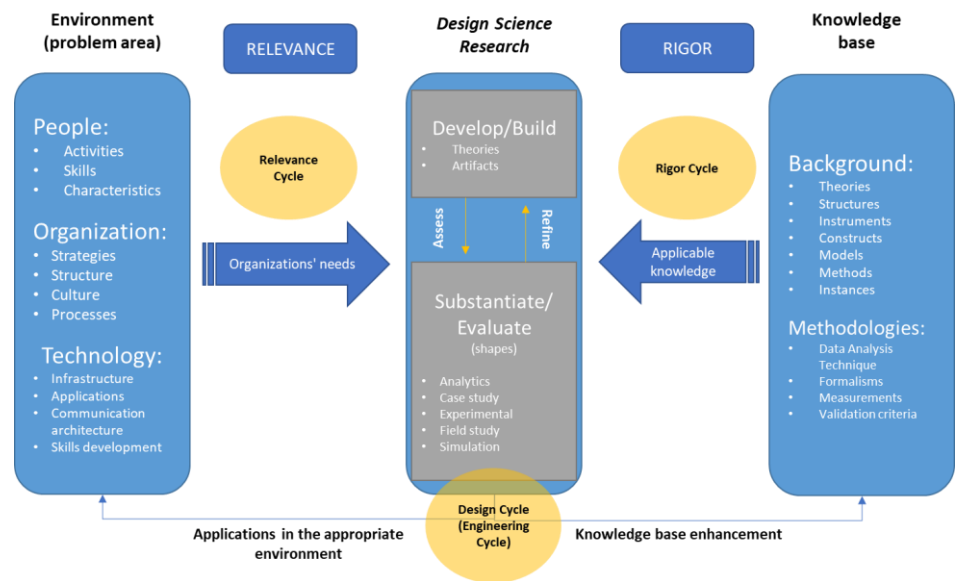 Environment
(problem area)
RELEVANCE
Design Science
Research
RIGOR
Knowledge
base
People:
• Activities
• Skills
• Characteristics
Organization:
• Strategies
• Structure
• Culture
• Processes
Technology:
• Infrastructure
• Applications
• Communication
architecture
• Skills development
Relevance
Cycle
Organizations' needs
Develop/Build
• Theories
• Artifacts
Assess
Refine
Substantiate/
Evaluate
(shapes)
• Analytics
• Case study
• Experimental
• Field study
• Simulation
Rigor Cycle
Applicable
knowledge
Background:
• Theories
• Structures
• Instruments
• Constructs
• Models
• Methods
• Instances
Methodologies:
• Data Analysis
Technique
• Formalisms
• Measurements
• Validation criteria
Applications in the appropriate
environment
Design Cycle
(Engineering
Cycle)
Knowledge base enhancement